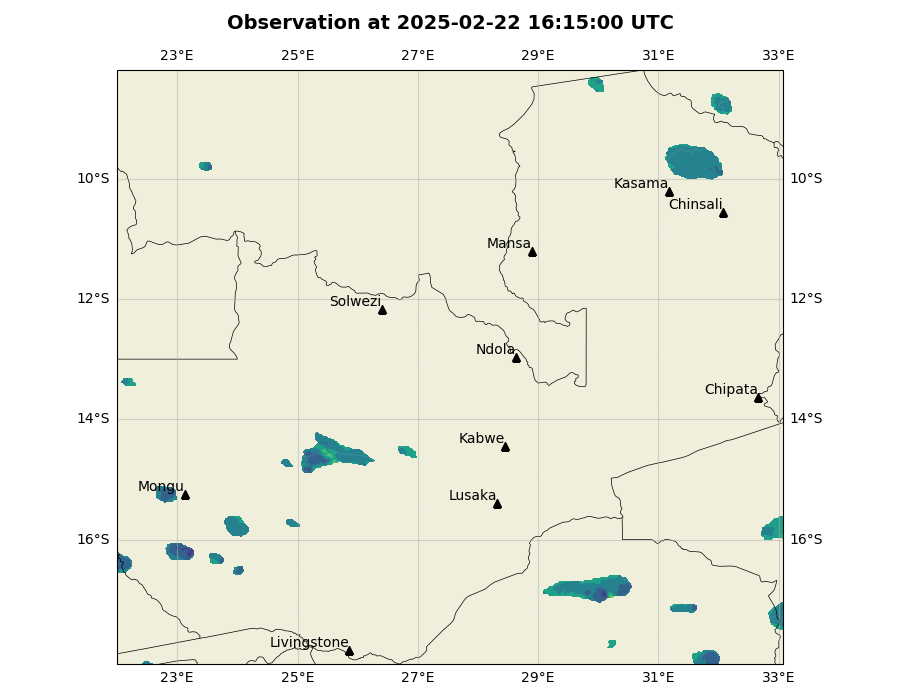 Observation at 2025-02-22 16:15:00 UTC
23°E 25°E 27°E 29°E 31°E 33°E
10°S 10°S
Kasama
Chinsali
Mansa
12°S 12°S
Solwezi
Ndola
Chipata
14°S 14°S
Kabwe
Mongu
Lusaka
16°S 16°S
Livingstone
23°E 25°E 27°E 29°E 31°E 33°E